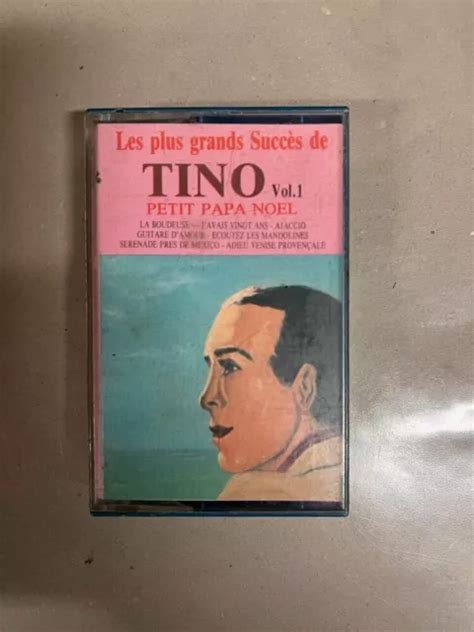 Les plus grands Succès de
TINO Vol.1
PETIT PAPA NOEL
LA BOUDEUSE - J'AVAIS VINGT ANS - AJACCIO
GUITARE D'AMOUR - ECOUTEZ LES MANDOLINES
SERENADE PRES DE MEXICO - ADIEU VENISE PROVENÇALE